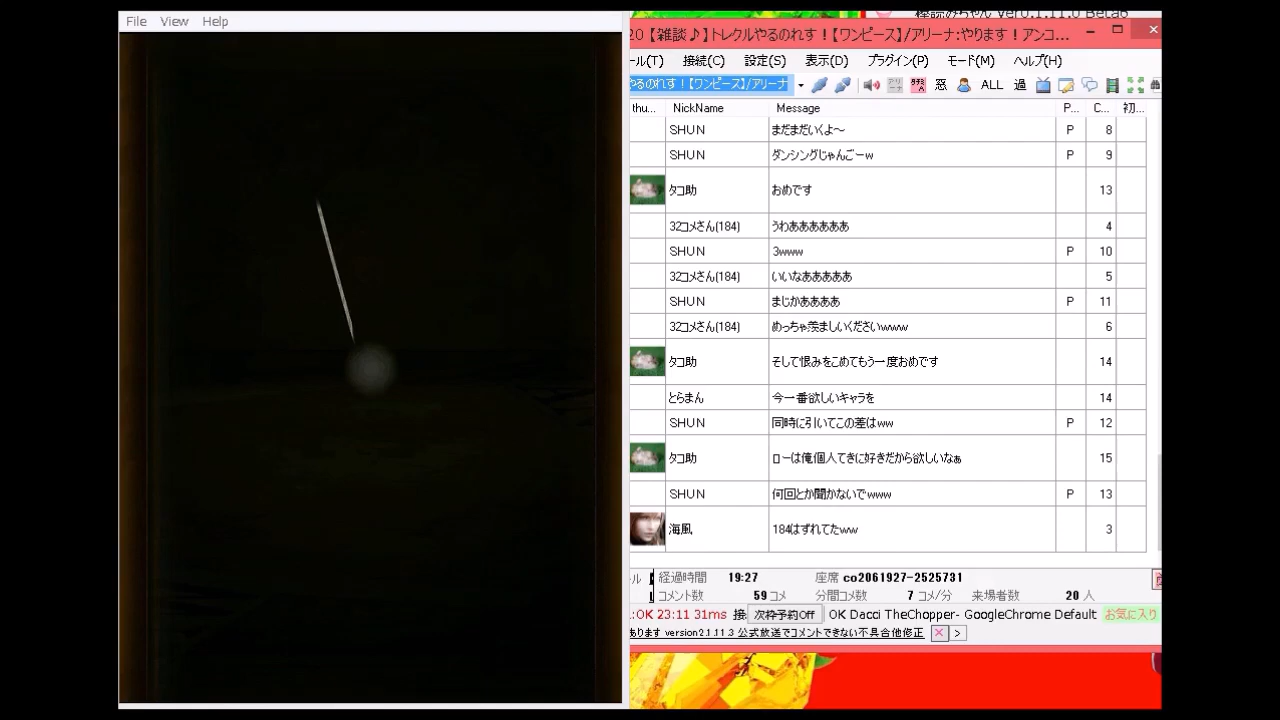 File View Help
20【雑談♪】トレクルやるのれす！【ワンピース】/アリーナ:やります！アンコ...
ール(T) 接続(C) 設定(S) 表示(D) プラグイン(P) モード(M) ヘルプ(H)
やるのれす！【ワンピース】/アリーナ ALL 過
thu... NickName Message P... C... 初...
SHUN まだまだいくよ～ P 8
SHUN ダンシングじゃんごーw P 9
タコ助 おめです 13
32コメさん(184) うわああああああ 4
SHUN 3www P 10
32コメさん(184) いいなあああああ 5
SHUN まじかああああ P 11
32コメさん(184) めっちゃ羨ましいくださいwwww 6
タコ助 そして恨みをこめてもう一度おめです 14
とらまん 今一番欲しいキャラを 14
SHUN 同時に引いてこの差はww P 12
タコ助 ローは俺個人てきに好きだから欲しいなぁ 15
SHUN 何回とか聞かないでwww P 13
海風 184はずれてたww 3
経過時間 19:27 座席 co2061927-2525731
コメント数 59 コメ 分間コメ数 7 コメ/分 来場者数 20 人
:OK 23:11 31ms 接 次枠予約Off OK Dacci TheChopper- GoogleChrome Default お気に入り
あります version2.1.11.3 公式放送でコメントできない不具合他修正 × >